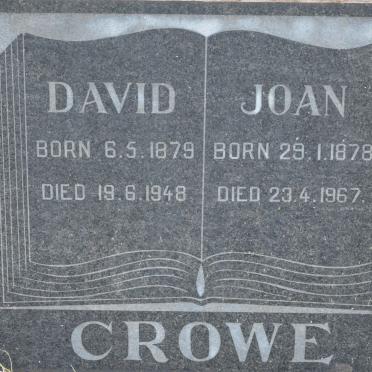 DAVID
BORN 6.5.1879
DIED 19.6.1948
JOAN
BORN 29.1.1878
DIED 23.4.1967.
CROWE